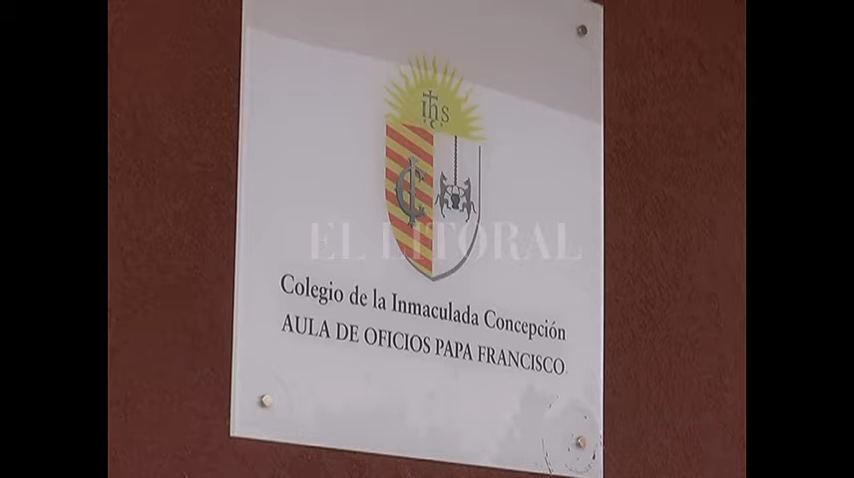 ihs
EL LITORAL
Colegio de la Inmaculada Concepción
AULA DE OFICIOS PAPA FRANCISCO